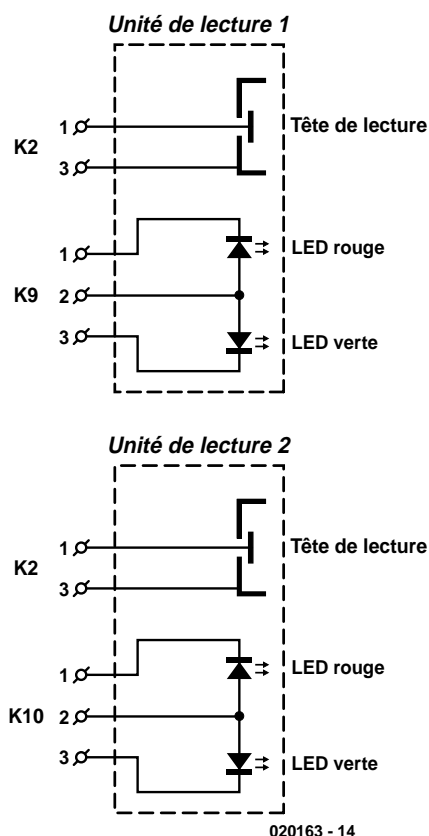 Unité de lecture 1
K2
1
3
Tête de lecture
K9
1
2
3
LED rouge
LED verte
Unité de lecture 2
K2
1
3
Tête de lecture
K10
1
2
3
LED rouge
LED verte
020163 - 14